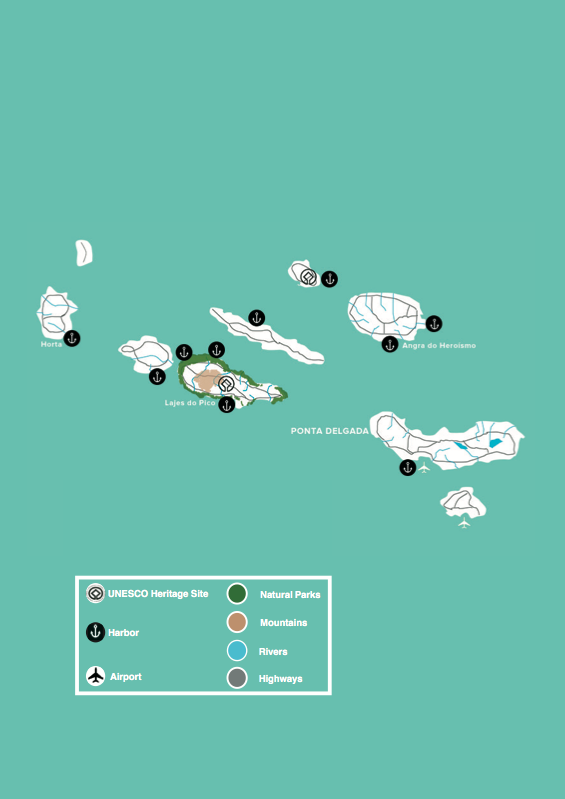 Horta
Angra do Heroismo
Lajes do Pico
PONTA DELGADA
UNESCO Heritage Site
Harbor
Airport
Natural Parks
Mountains
Rivers
Highways